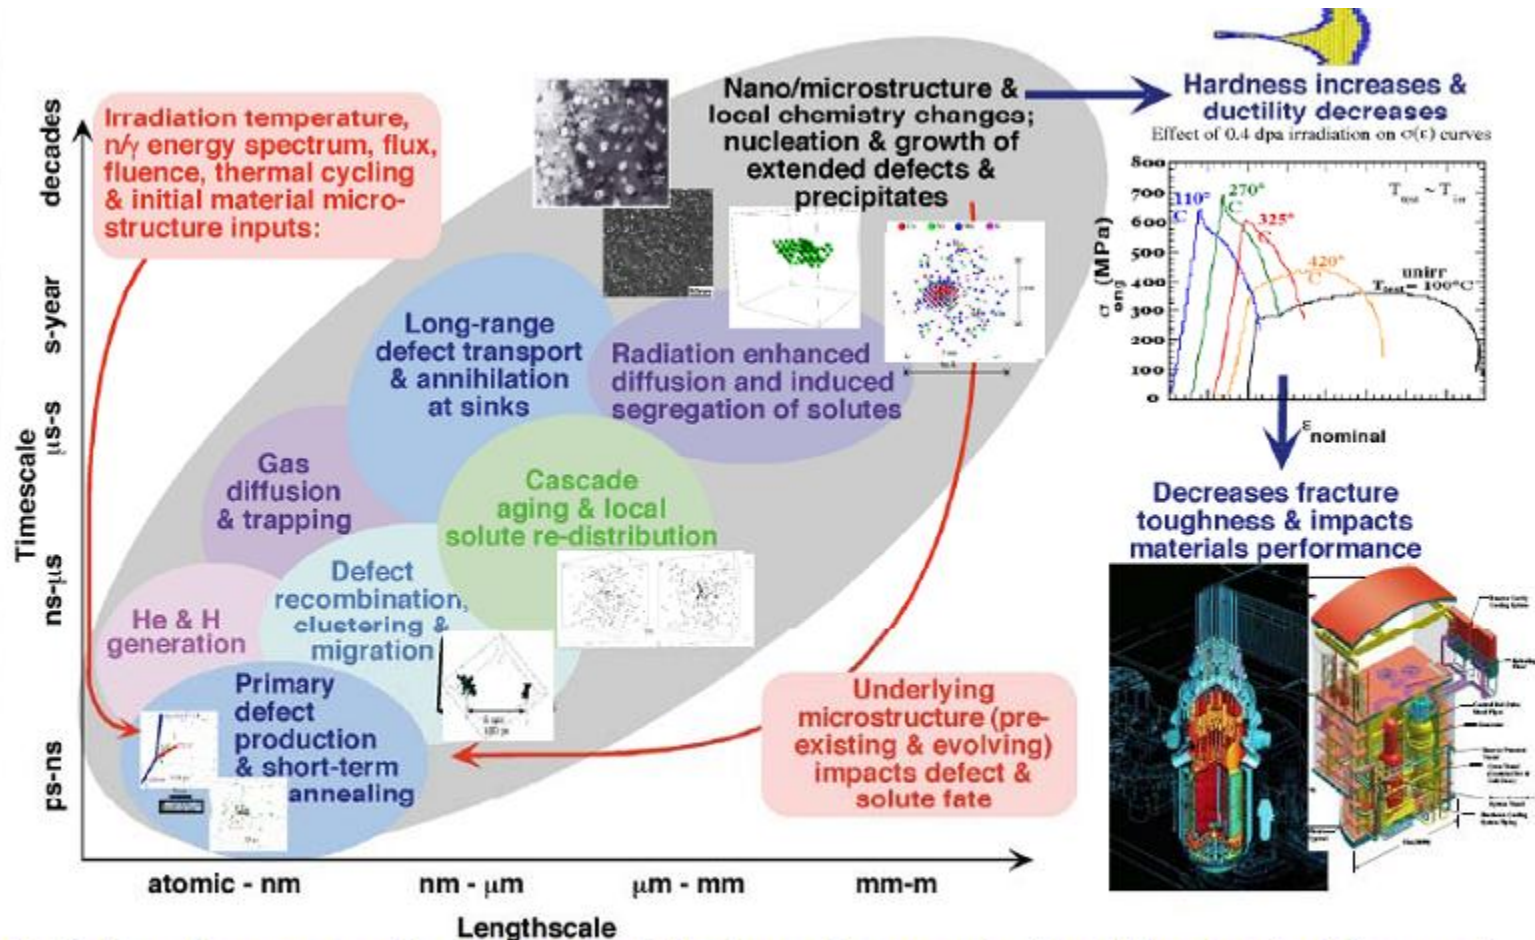 Irradiation temperature,
n/γ energy spectrum, flux,
fluence, thermal cycling
& initial material micro-
structure inputs:
Nano/microstructure &
local chemistry changes;
nucleation & growth of
extended defects &
precipitates
Long-range
defect transport
& annihilation
at sinks
Radiation enhanced
diffusion and induced
segregation of solutes
Gas
diffusion
& trapping
Cascade
aging & local
solute re-distribution
He & H
generation
Defect
recombination,
clustering &
migration
Primary
defect
production
& short-term
annealing
Underlying
microstructure (pre-
existing & evolving)
impacts defect &
solute fate
Timescale
decades
s-year
μs-s
ns-μs
ps-ns
atomic - nm
nm - μm
μm - mm
mm-m
Lengthscale
Hardness increases &
ductility decreases
Effect of 0.4 dpa irradiation on σ(ε) curves
800
700
600
500
400
300
200
100
0
σeng (MPa)
110°
C
270°
C
325°
C
420°
C
Ttest ~ Tirr
unirr
Ttest= 100°C
εnominal
Decreases fracture
toughness & impacts
materials performance